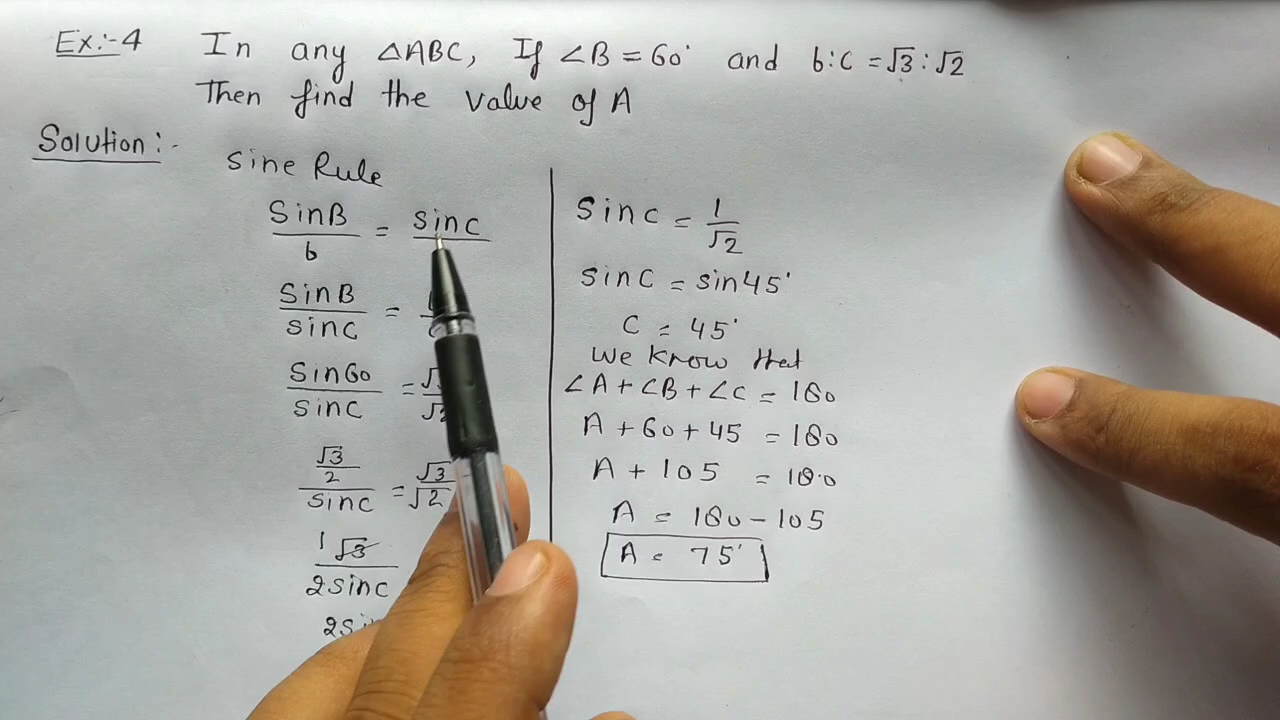 Ex:-4 In any △ABC, If ∠B = 60° and b:c = √3:√2
Then find the value of A
Solution:-
Sine Rule
SinB/b = sinc
SinB/sinc =
Sin60/sinc = √
√3/2/sinc = √3/√2
1 √3/2sinc
2si
Sinc = 1/√2
sinC = sin45°
C = 45°
We know that
∠A + ∠B + ∠C = 180
A + 60 + 45 = 180
A + 105 = 180
A = 180 - 105
A = 75°